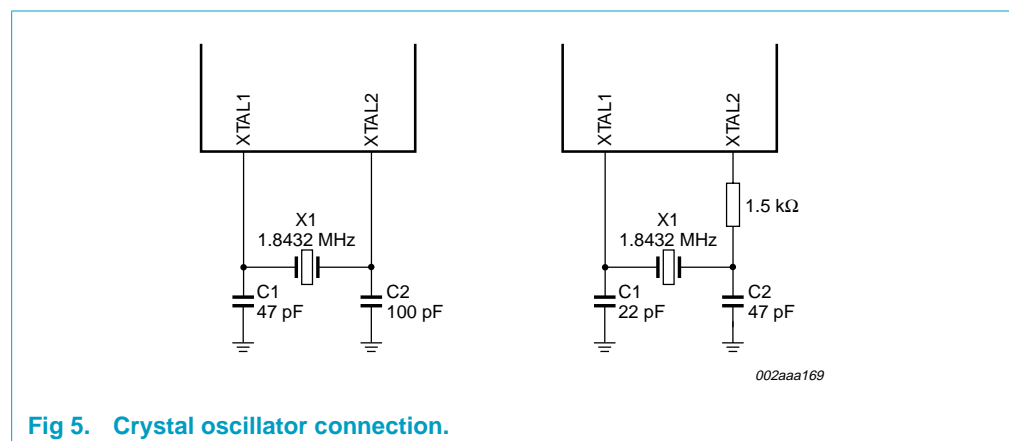 XTAL1
XTAL2
X1
1.8432 MHz
C1
47 pF
C2
100 pF
XTAL1
XTAL2
1.5 kΩ
X1
1.8432 MHz
C1
22 pF
C2
47 pF
002aaa169
Fig 5. Crystal oscillator connection.